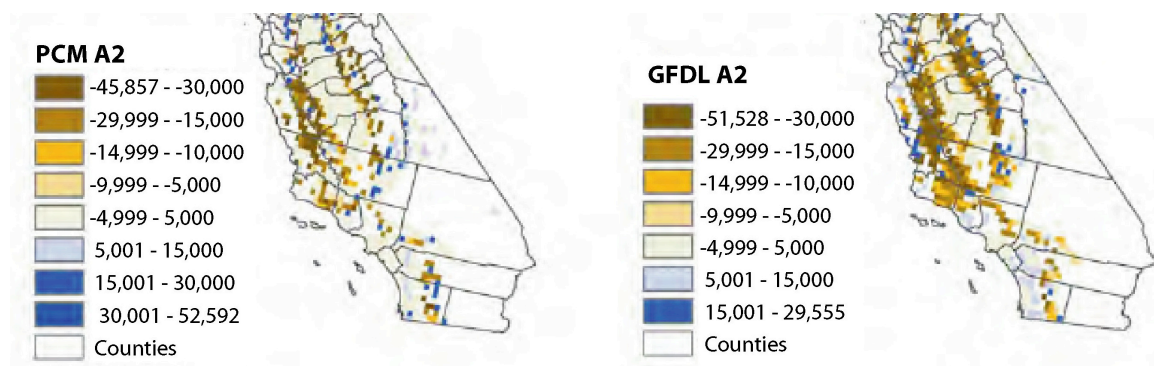 PCM A2
-45,857 - -30,000
-29,999 - -15,000
-14,999 - -10,000
-9,999 - -5,000
-4,999 - 5,000
5,001 - 15,000
15,001 - 30,000
30,001 - 52,592
Counties
GFDL A2
-51,528 - -30,000
-29,999 - -15,000
-14,999 - -10,000
-9,999 - -5,000
-4,999 - 5,000
5,001 - 15,000
15,001 - 29,555
Counties